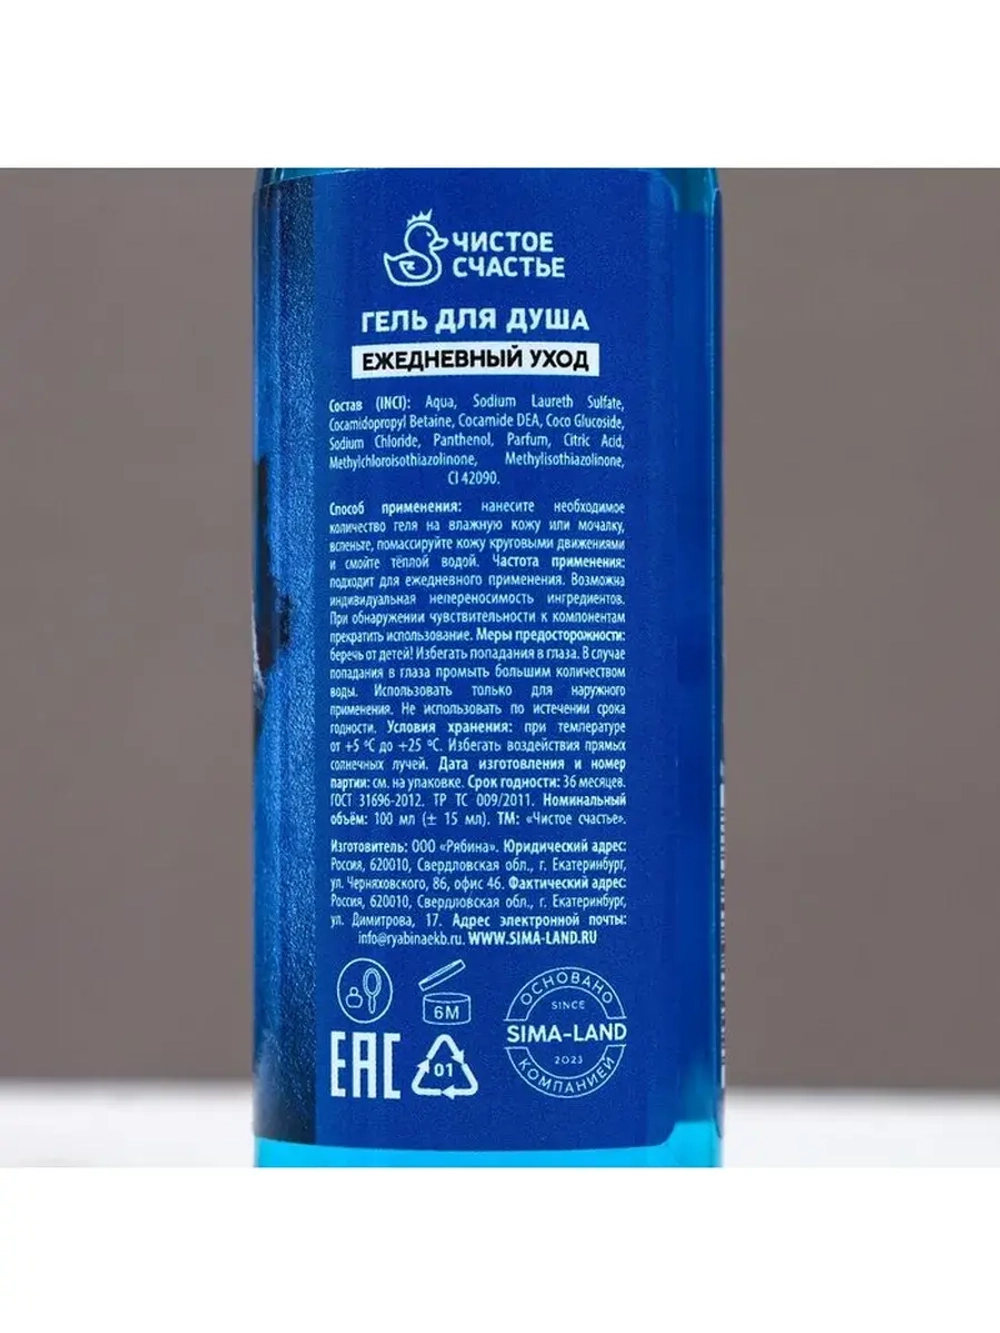 ЧИСТОЕ
СЧАСТЬЕ
ГЕЛЬ ДЛЯ ДУША
ЕЖЕДНЕВНЫЙ УХОД
Состав (INCI): Aqua, Sodium Laureth Sulfate,
Cocamidopropyl Betaine, Cocamide DEA, Coco Glucoside,
Sodium Chloride, Panthenol, Parfum, Citric Acid,
Methylchloroisothiazolinone, Methylisothiazolinone,
CI 42090.
Способ применения: нанесите необходимое
количество геля на влажную кожу или мочалку,
вспеньте, помассируйте кожу круговыми движениями
и смойте тёплой водой. Частота применения:
подходит для ежедневного применения. Возможна
индивидуальная непереносимость ингредиентов.
При обнаружении чувствительности к компонентам
прекратить использование. Меры предосторожности:
беречь от детей! Избегать попадания в глаза. В случае
попадания в глаза промыть большим количеством
воды. Использовать только для наружного
применения. Не использовать по истечении срока
годности. Условия хранения: при температуре
от +5 °С до +25 °С. Избегать воздействия прямых
солнечных лучей. Дата изготовления и номер
партии: см. на упаковке. Срок годности: 36 месяцев.
ГОСТ 31696-2012. ТР ТС 009/2011. Номинальный
объём: 100 мл (± 15 мл). ТМ: «Чистое счастье».
Изготовитель: ООО «Рябина». Юридический адрес:
Россия, 620010, Свердловская обл., г. Екатеринбург,
ул. Черняховского, 86, офис 46. Фактический адрес:
Россия, 620010, Свердловская обл., г. Екатеринбург,
ул. Димитрова, 17. Адрес электронной почты:
info@ryabinaekb.ru. WWW.SIMA-LAND.RU
6М
EAC
01
ОСНОВАНО
SINCE
SIMA-LAND
2023
КОМПАНИЕЙ